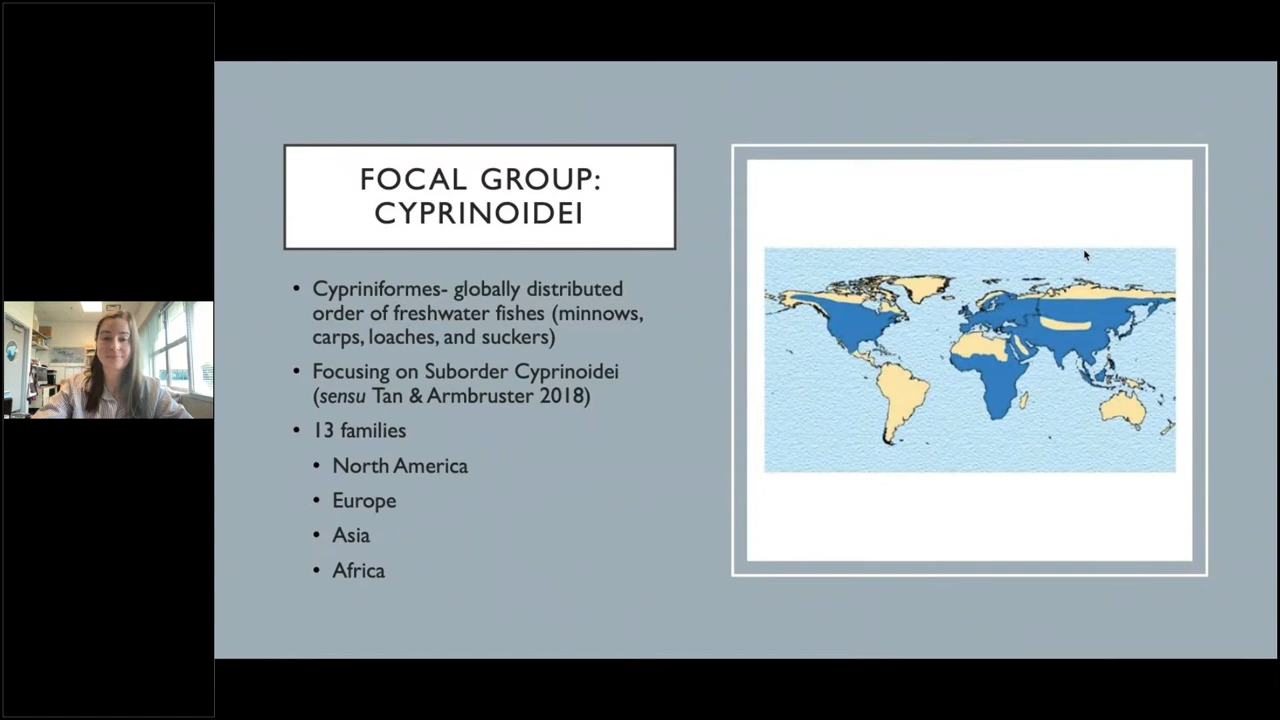 FOCAL GROUP:
CYPRINOIDEI
• Cypriniformes- globally distributed
order of freshwater fishes (minnows,
carps, loaches, and suckers)
• Focusing on Suborder Cyprinoidei
(sensu Tan & Armbruster 2018)
• 13 families
• North America
• Europe
• Asia
• Africa